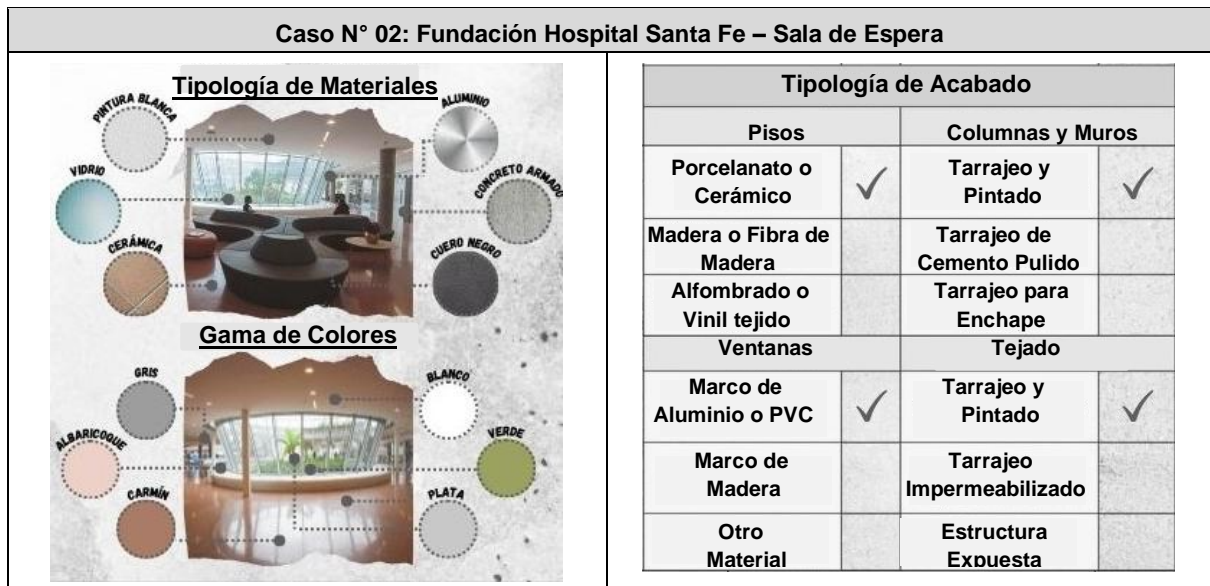 Caso N° 02: Fundación Hospital Santa Fe – Sala de Espera
Tipología de Materiales
PINTURA BLANCA
ALUMINIO
VIDRIO
CONCRETO ARMADO
CERÁMICA
CUERO NEGRO
Gama de Colores
GRIS
BLANCO
ALBARICOQUE
VERDE
CARMÍN
PLATA
Tipología de Acabado
Pisos
Columnas y Muros
Porcelanato o
Cerámico
✓
Tarrajeo y
Pintado
✓
Madera o Fibra de
Madera
Tarrajeo de
Cemento Pulido
Alfombrado o
Vinil tejido
Tarrajeo para
Enchape
Ventanas
Tejado
Marco de
Aluminio o PVC
✓
Tarrajeo y
Pintado
✓
Marco de
Madera
Tarrajeo
Impermeabilizado
Otro
Material
Estructura
Expuesta